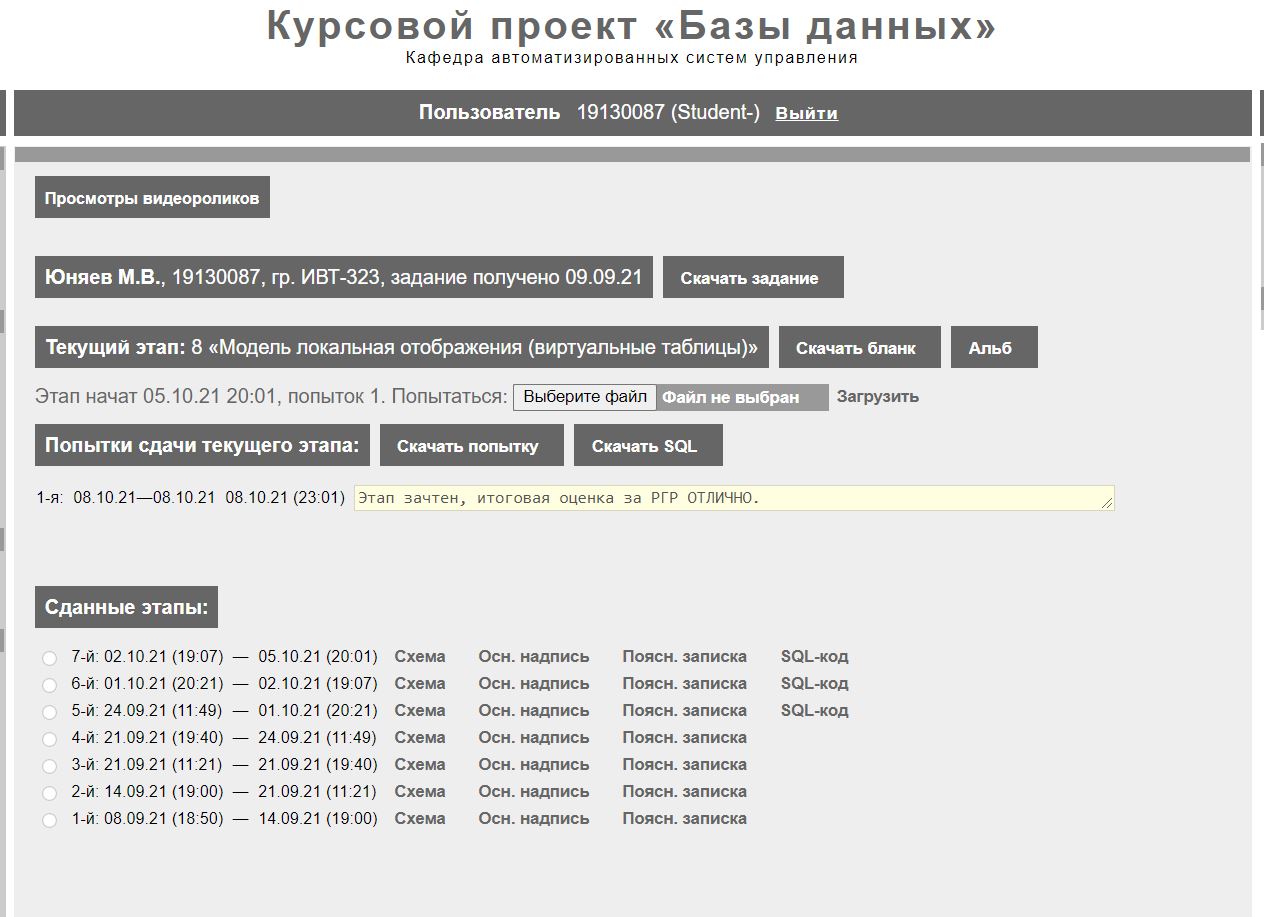 Курсовой проект «Базы данных»
Кафедра автоматизированных систем управления
Пользователь 19130087 (Student-) Выйти
Просмотры видеороликов
Юняев М.В., 19130087, гр. ИВТ-323, задание получено 09.09.21 Скачать задание
Текущий этап: 8 «Модель локальная отображения (виртуальные таблицы)» Скачать бланк Альб
Этап начат 05.10.21 20:01, попыток 1. Попытаться: Выберите файл Файл не выбран Загрузить
Попытки сдачи текущего этапа: Скачать попытку Скачать SQL
1-я: 08.10.21—08.10.21 08.10.21 (23:01) Этап зачтен, итоговая оценка за РГР ОТЛИЧНО.
Сданные этапы:
7-й: 02.10.21 (19:07) — 05.10.21 (20:01) Схема Осн. надпись Поясн. записка SQL-код
6-й: 01.10.21 (20:21) — 02.10.21 (19:07) Схема Осн. надпись Поясн. записка SQL-код
5-й: 24.09.21 (11:49) — 01.10.21 (20:21) Схема Осн. надпись Поясн. записка SQL-код
4-й: 21.09.21 (19:40) — 24.09.21 (11:49) Схема Осн. надпись Поясн. записка
3-й: 21.09.21 (11:21) — 21.09.21 (19:40) Схема Осн. надпись Поясн. записка
2-й: 14.09.21 (19:00) — 21.09.21 (11:21) Схема Осн. надпись Поясн. записка
1-й: 08.09.21 (18:50) — 14.09.21 (19:00) Схема Осн. надпись Поясн. записка